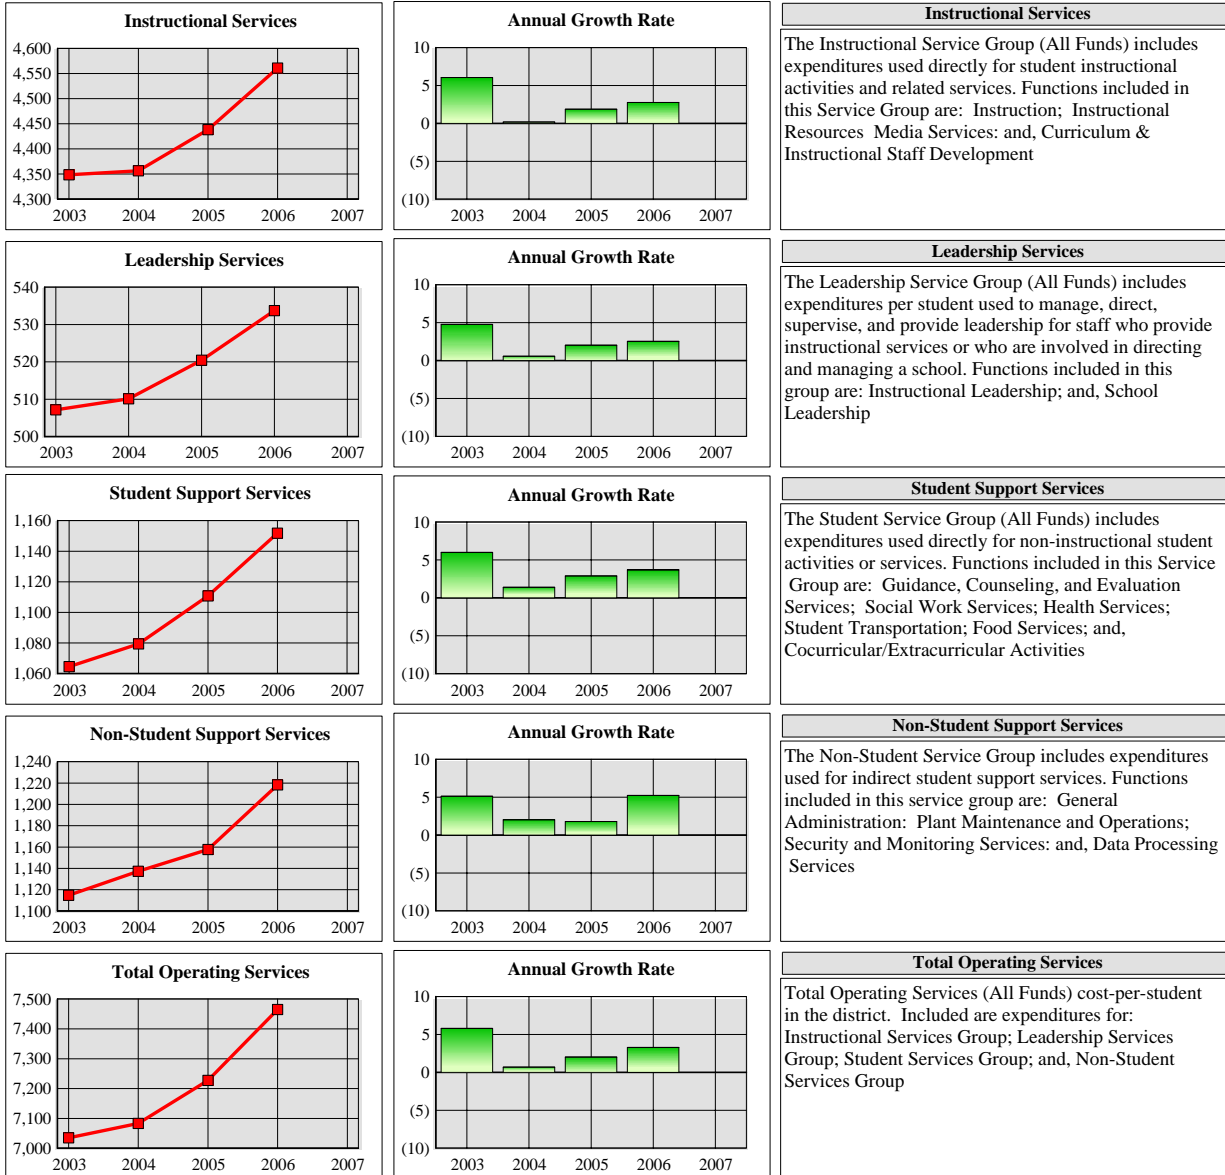 Instructional Services
4,600
4,550
4,500
4,450
4,400
4,350
4,300
2003 2004 2005 2006 2007
Annual Growth Rate
10
5
0
(5)
(10)
2003 2004 2005 2006 2007
Instructional Services
The Instructional Service Group (All Funds) includes
expenditures used directly for student instructional
activities and related services. Functions included in
this Service Group are:  Instruction;  Instructional
Resources  Media Services: and, Curriculum &
Instructional Staff Development
Leadership Services
540
530
520
510
500
2003 2004 2005 2006 2007
Annual Growth Rate
10
5
0
(5)
(10)
2003 2004 2005 2006 2007
Leadership Services
The Leadership Service Group (All Funds) includes
expenditures per student used to manage, direct,
supervise, and provide leadership for staff who provide
instructional services or who are involved in directing
and managing a school. Functions included in this
group are: Instructional Leadership; and, School
Leadership
Student Support Services
1,160
1,140
1,120
1,100
1,080
1,060
2003 2004 2005 2006 2007
Annual Growth Rate
10
5
0
(5)
(10)
2003 2004 2005 2006 2007
Student Support Services
The Student Service Group (All Funds) includes
expenditures used directly for non-instructional student
activities or services. Functions included in this Service
Group are:  Guidance, Counseling, and Evaluation
Services;  Social Work Services; Health Services;
Student Transportation; Food Services; and,
Cocurricular/Extracurricular Activities
Non-Student Support Services
1,240
1,220
1,200
1,180
1,160
1,140
1,120
1,100
2003 2004 2005 2006 2007
Annual Growth Rate
10
5
0
(5)
(10)
2003 2004 2005 2006 2007
Non-Student Support Services
The Non-Student Service Group includes expenditures
used for indirect student support services. Functions
included in this service group are:  General
Administration:  Plant Maintenance and Operations;
Security and Monitoring Services: and, Data Processing
Services
Total Operating Services
7,500
7,400
7,300
7,200
7,100
7,000
2003 2004 2005 2006 2007
Annual Growth Rate
10
5
0
(5)
(10)
2003 2004 2005 2006 2007
Total Operating Services
Total Operating Services (All Funds) cost-per-student
in the district.  Included are expenditures for:
Instructional Services Group; Leadership Services
Group; Student Services Group; and, Non-Student
Services Group